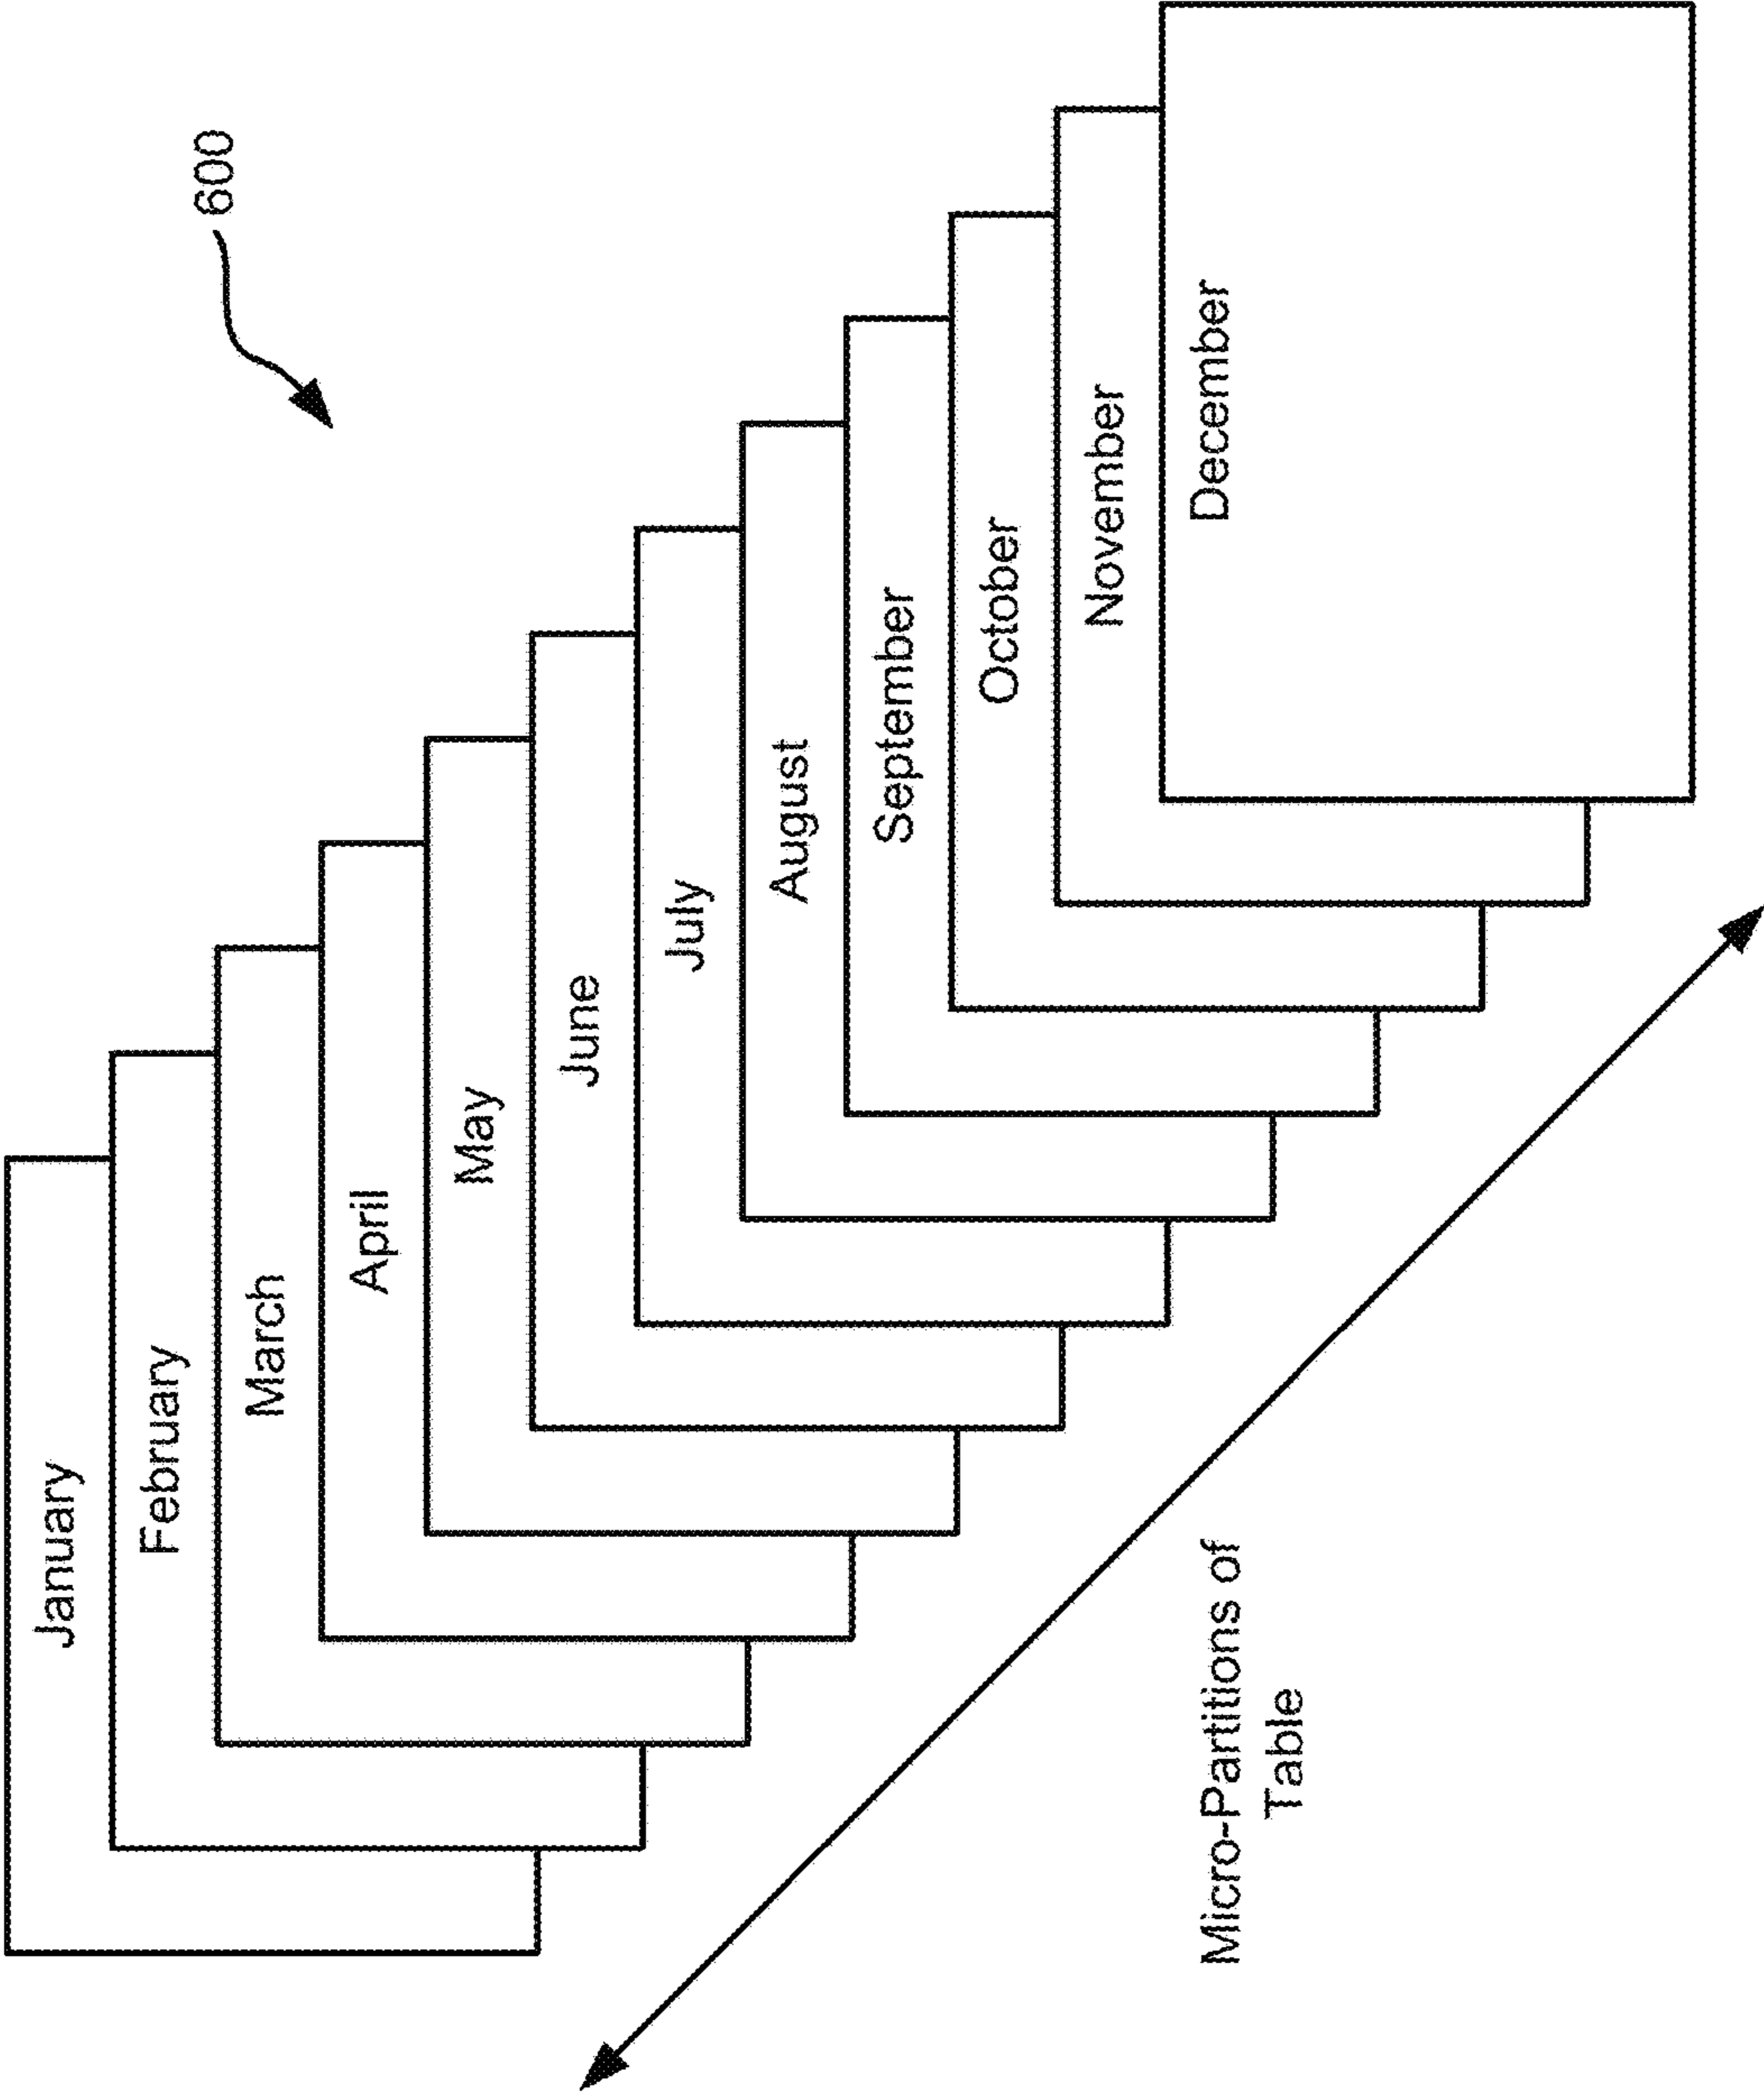 600
January
February
March
April
May
June
July
August
September
October
November
December
Micro-Partitions of
Table